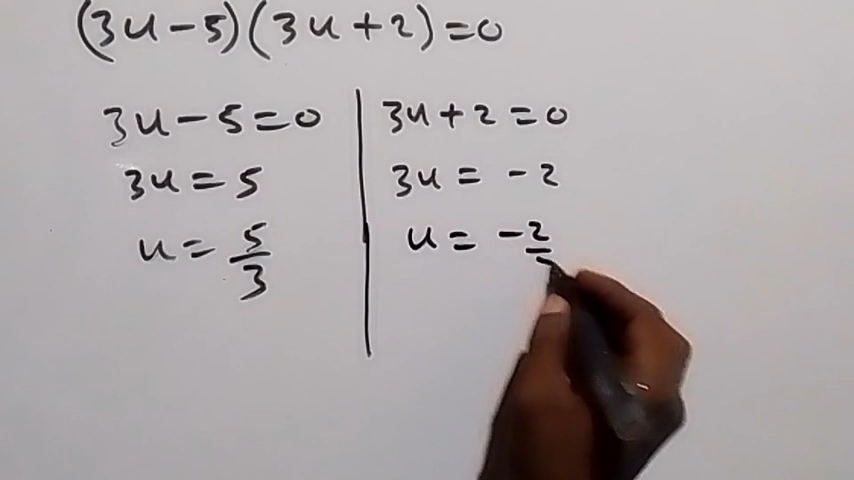 (3u-5)(3u+2)=0
3u-5=0
3u=5
u=5/3
3u+2=0
3u=-2
u=-2/